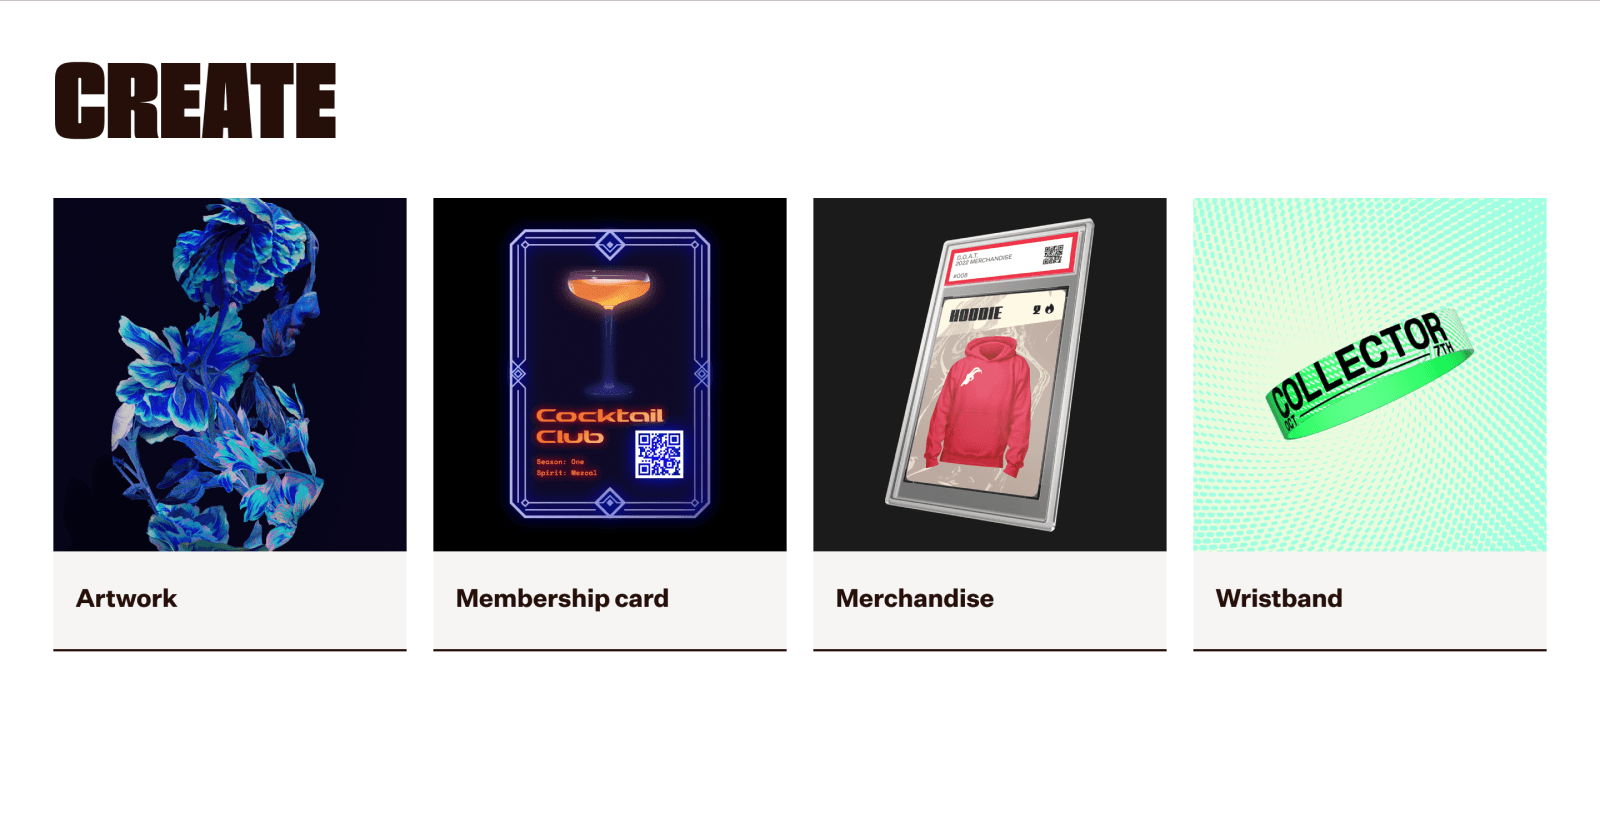 CREATE
Cocktail
Club
Season: One
Spirit: Mezcal
G.O.A.T.
2022 MERCHANDISE
#008
HOODIE
COLLECTOR
OCT 7TH
Artwork
Membership card
Merchandise
Wristband